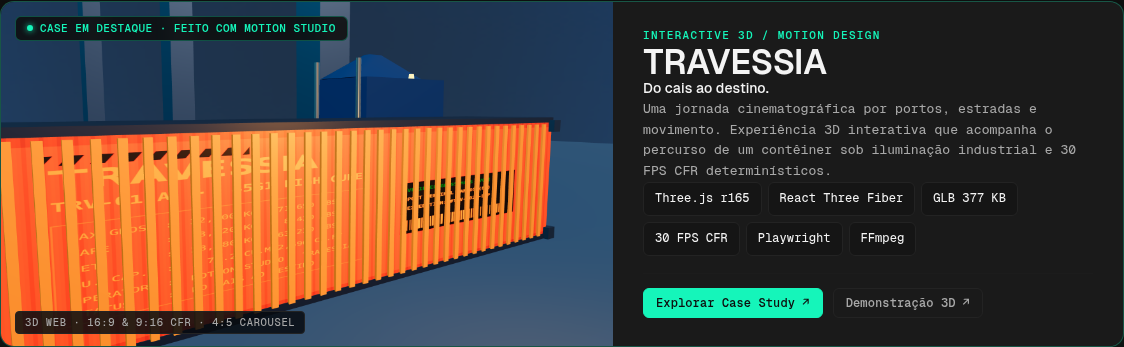 CASE EM DESTAQUE · FEITO COM MOTION STUDIO
TRAVESSIA
3D WEB · 16:9 & 9:16 CFR · 4:5 CAROUSEL
INTERACTIVE 3D / MOTION DESIGN
TRAVESSIA
Do cais ao destino.
Uma jornada cinematográfica por portos, estradas e
movimento. Experiência 3D interativa que acompanha o
percurso de um contêiner sob iluminação industrial e 30
FPS CFR determinísticos.
Three.js r165
React Three Fiber
GLB 377 KB
30 FPS CFR
Playwright
FFmpeg
Explorar Case Study ↗
Demonstração 3D ↗